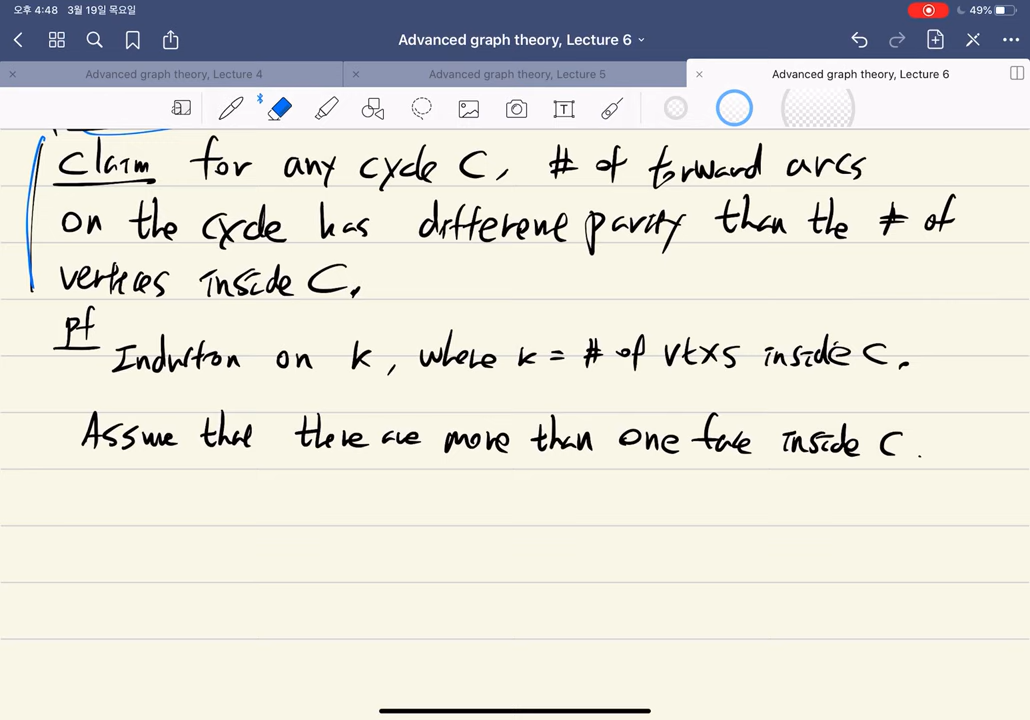 오후 4:48 3월 19일 목요일
49%
Advanced graph theory, Lecture 6
Advanced graph theory, Lecture 4
Advanced graph theory, Lecture 5
Advanced graph theory, Lecture 6
Claim for any cycle C, # of forward arcs
on the cycle has different parity than the # of
vertices inside C.
pf
Induction on k, where k = # of vtxs inside C.
Assume that there are more than one face inside C.